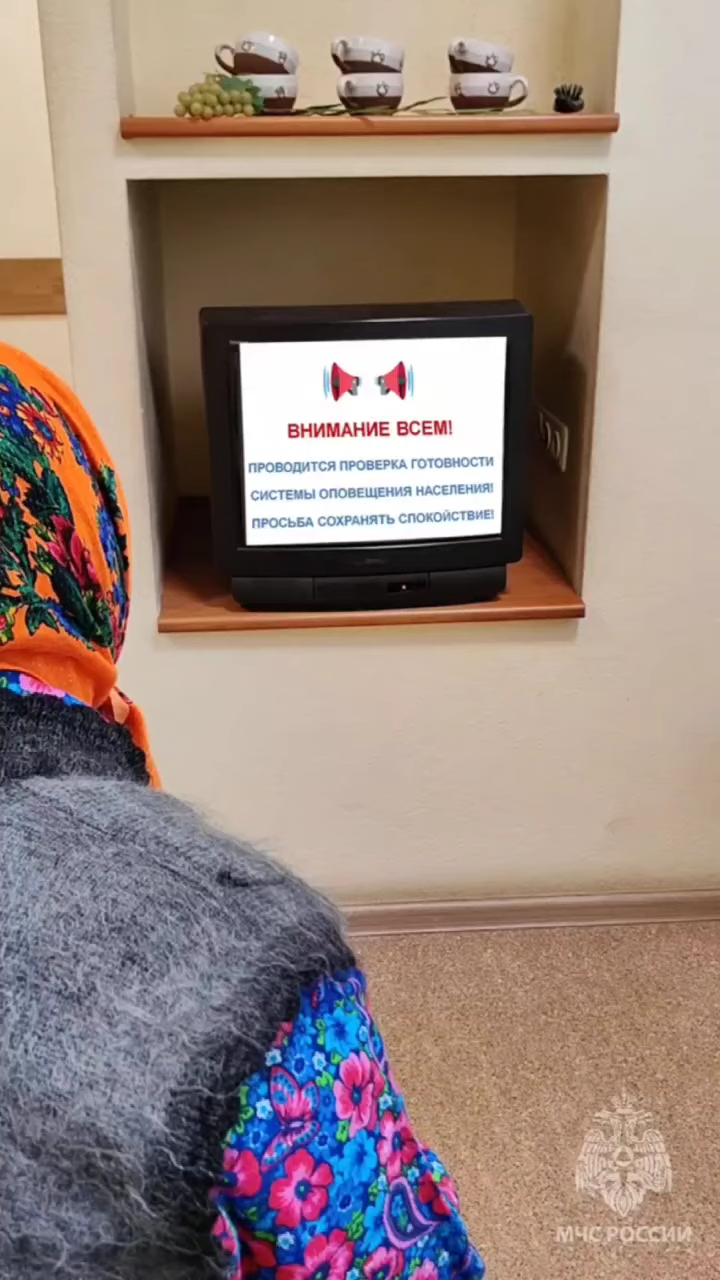 ВНИМАНИЕ ВСЕМ!
ПРОВОДИТСЯ ПРОВЕРКА ГОТОВНОСТИ
СИСТЕМЫ ОПОВЕЩЕНИЯ НАСЕЛЕНИЯ!
ПРОСЬБА СОХРАНЯТЬ СПОКОЙСТВИЕ!
МЧС РОССИИ